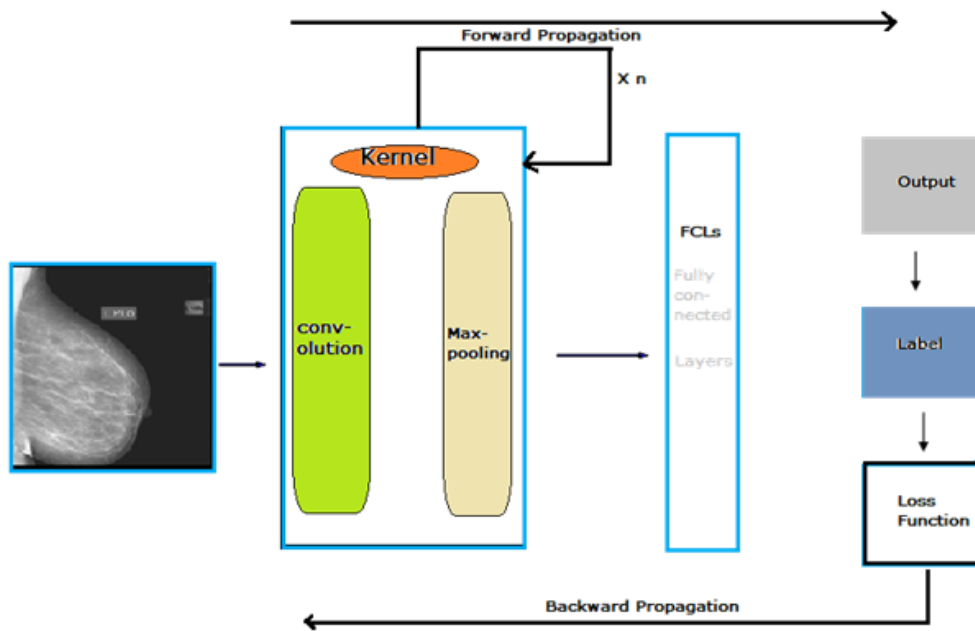 Forward Propagation
X n
Kernel
conv-
olution
Max-
pooling
FCLs
Fully
con-
nected
Layers
Output
Label
Loss
Function
Backward Propagation